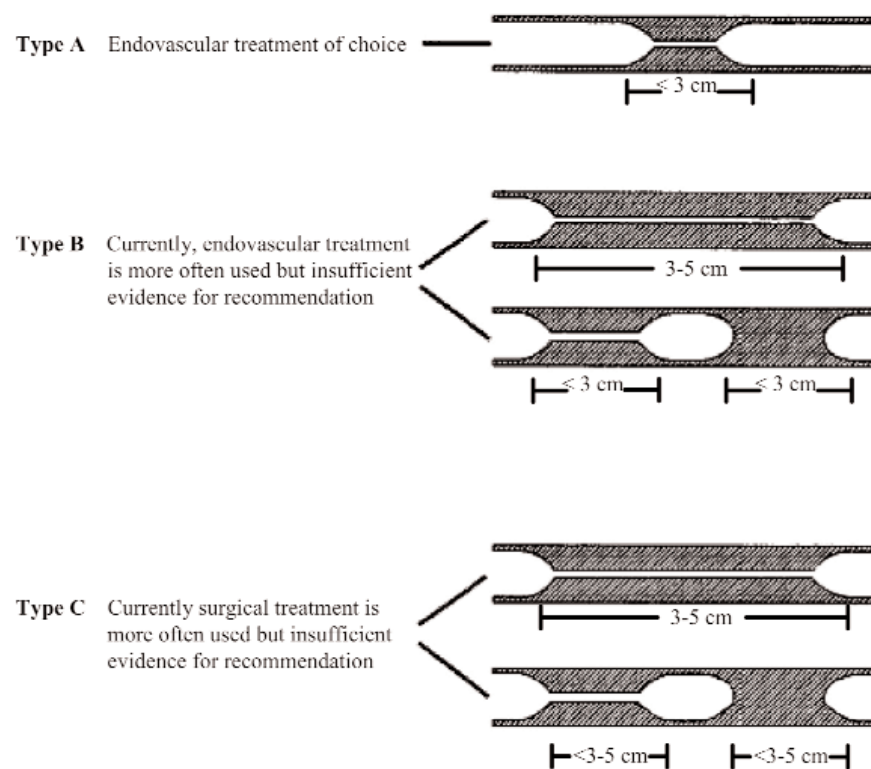 Type A Endovascular treatment of choice
< 3 cm
Type B Currently, endovascular treatment
is more often used but insufficient
evidence for recommendation
3-5 cm
< 3 cm < 3 cm
Type C Currently surgical treatment is
more often used but insufficient
evidence for recommendation
3-5 cm
<3-5 cm <3-5 cm